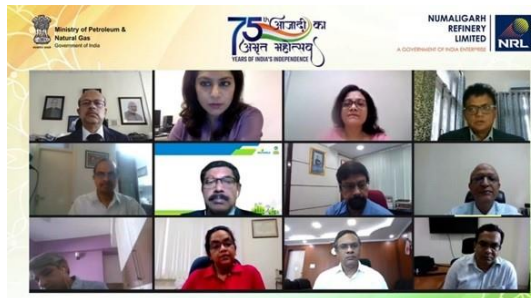 Ministry of Petroleum &
Natural Gas
Government of India
75th आज़ादी का
अमृत महोत्सव
YEARS OF INDIA'S INDEPENDENCE
NUMALIGARH
REFINERY
LIMITED
A GOVERNMENT OF INDIA ENTERPRISE
NRL